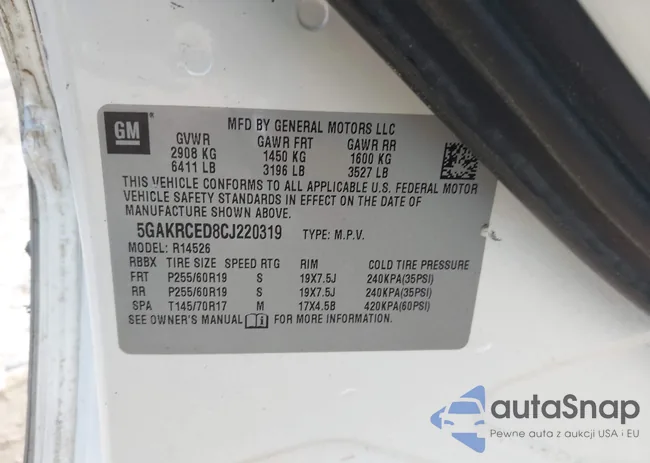 GM
MFD BY GENERAL MOTORS LLC
GVWR GAWR FRT GAWR RR
2908 KG 1450 KG 1600 KG
6411 LB 3196 LB 3527 LB
THIS VEHICLE CONFORMS TO ALL APPLICABLE U.S. FEDERAL MOTOR
VEHICLE SAFETY STANDARDS IN EFFECT ON THE DATE OF
MANUFACTURE SHOWN ABOVE.
5GAKRCED8CJ220319 TYPE: M.P.V.
MODEL: R14526
RBBX TIRE SIZE SPEED RTG RIM COLD TIRE PRESSURE
FRT P255/60R19 S 19X7.5J 240KPA(35PSI)
RR P255/60R19 S 19X7.5J 240KPA(35PSI)
SPA T145/70R17 M 17X4.5B 420KPA(60PSI)
SEE OWNER'S MANUAL FOR MORE INFORMATION.
autoSnap
Pewne auta z aukcji USA i EU